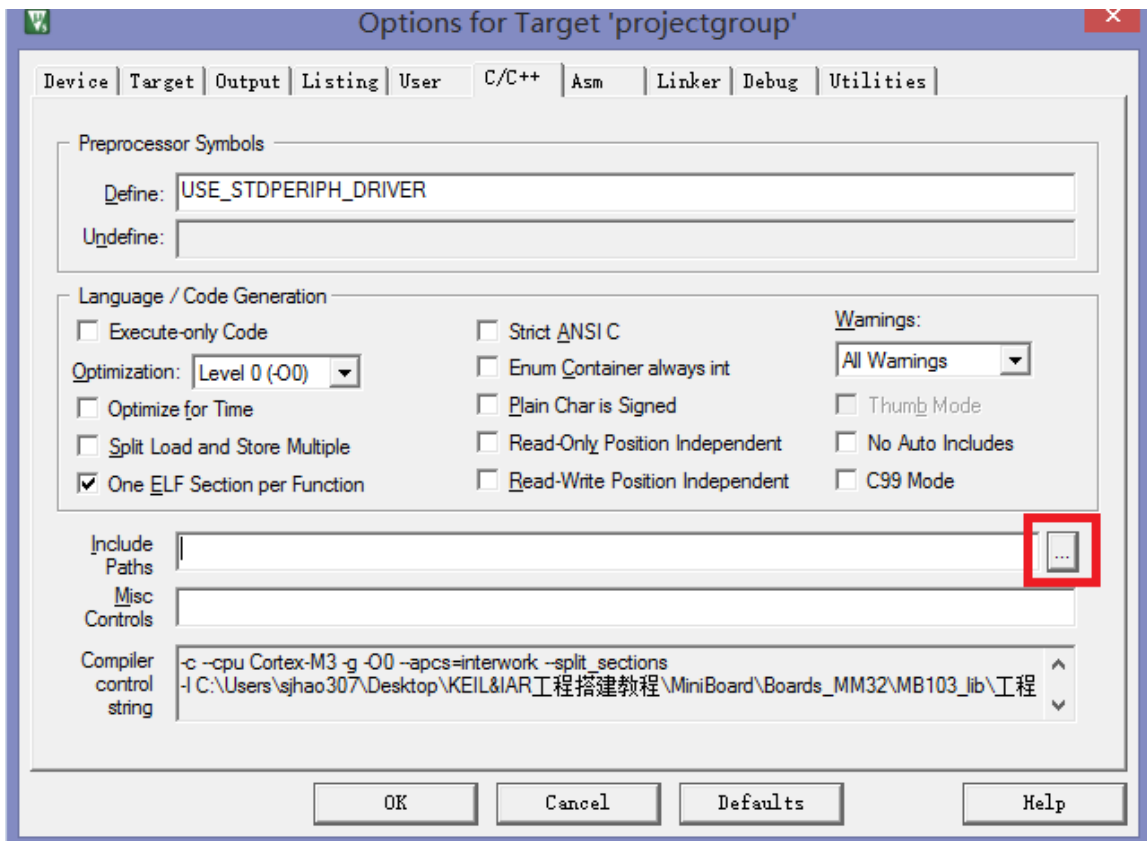 Options for Target 'projectgroup'
Device Target Output Listing User C/C++ Asm Linker Debug Utilities
Preprocessor Symbols
Define: USE_STDPERIPH_DRIVER
Undefine:
Language / Code Generation
Execute-only Code
Optimization: Level 0 (-O0)
Optimize for Time
Split Load and Store Multiple
One ELF Section per Function
Strict ANSI C
Enum Container always int
Plain Char is Signed
Read-Only Position Independent
Read-Write Position Independent
Warnings:
All Warnings
Thumb Mode
No Auto Includes
C99 Mode
Include
Paths
...
Misc
Controls
Compiler
control
string
-c --cpu Cortex-M3 -g -O0 --apcs=interwork --split_sections
-I C:\Users\sjhao307\Desktop\KEIL&IAR工程搭建教程\MiniBoard\Boards_MM32\MB103_lib\工程
OK Cancel Defaults Help